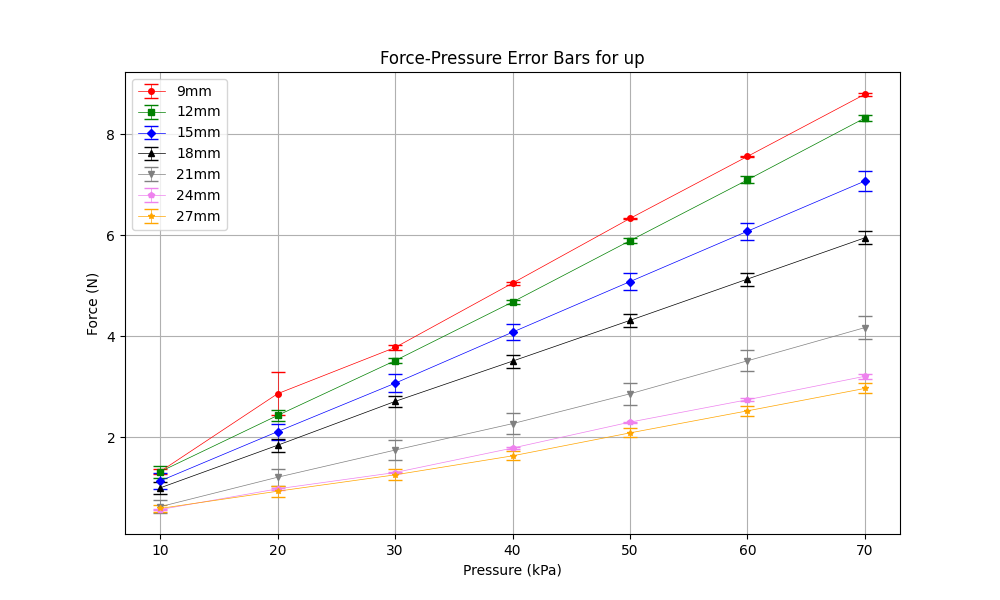 Force-Pressure Error Bars for up
9mm
12mm
15mm
18mm
21mm
24mm
27mm
8
6
4
2
Force (N)
10 20 30 40 50 60 70
Pressure (kPa)